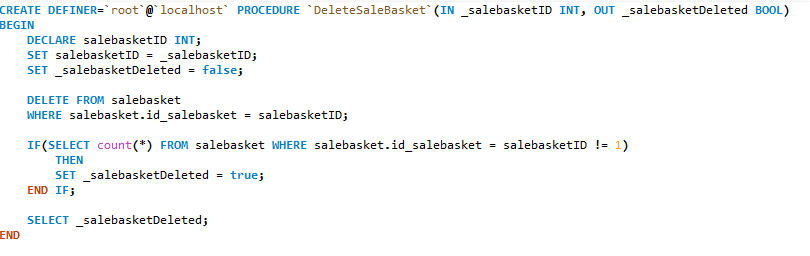 CREATE DEFINER=`root`@`localhost` PROCEDURE `DeleteSaleBasket`(IN _salebasketID INT, OUT _salebasketDeleted BOOL)
BEGIN
    DECLARE salebasketID INT;
    SET salebasketID = _salebasketID;
    SET _salebasketDeleted = false;

    DELETE FROM salebasket
    WHERE salebasket.id_salebasket = salebasketID;

    IF(SELECT count(*) FROM salebasket WHERE salebasket.id_salebasket = salebasketID != 1)
        THEN
        SET _salebasketDeleted = true;
    END IF;

    SELECT _salebasketDeleted;
END